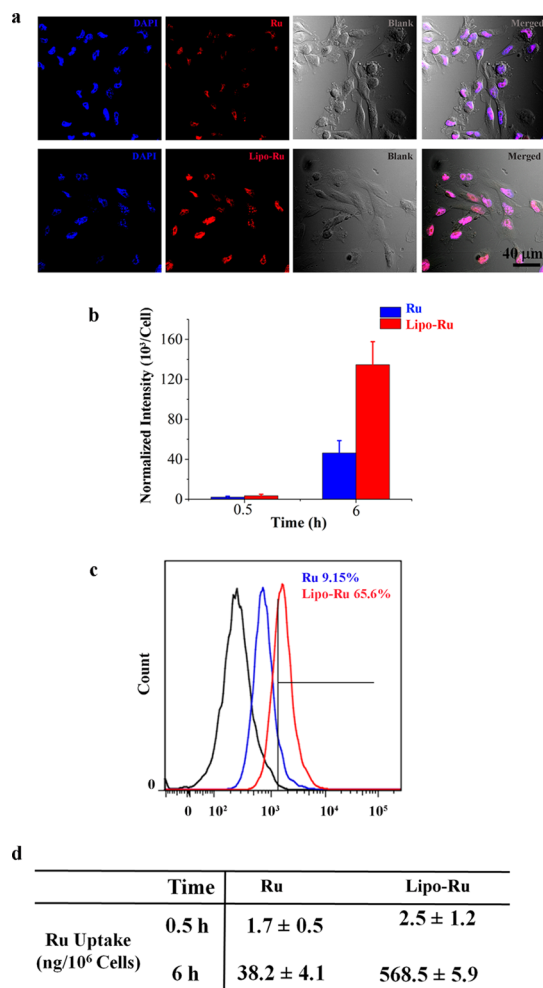 a
DAPI Ru Blank Merged
DAPI Lipo-Ru Blank Merged
40 μm
b
Ru
Lipo-Ru
Normalized Intensity (10³/Cell)
160
120
80
40
0
0.5 6
Time (h)
c
Ru 9.15%
Lipo-Ru 65.6%
Count
0
0 10² 10³ 10⁴ 10⁵
d
Time Ru Lipo-Ru
Ru Uptake
(ng/10⁶ Cells)
0.5 h 1.7 ± 0.5 2.5 ± 1.2
6 h 38.2 ± 4.1 568.5 ± 5.9